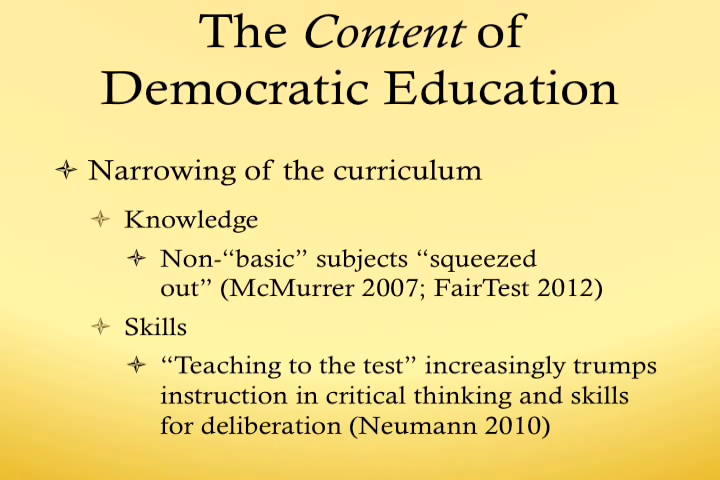 The Content of
Democratic Education
Narrowing of the curriculum
Knowledge
Non-“basic” subjects “squeezed
out” (McMurrer 2007; FairTest 2012)
Skills
“Teaching to the test” increasingly trumps
instruction in critical thinking and skills
for deliberation (Neumann 2010)